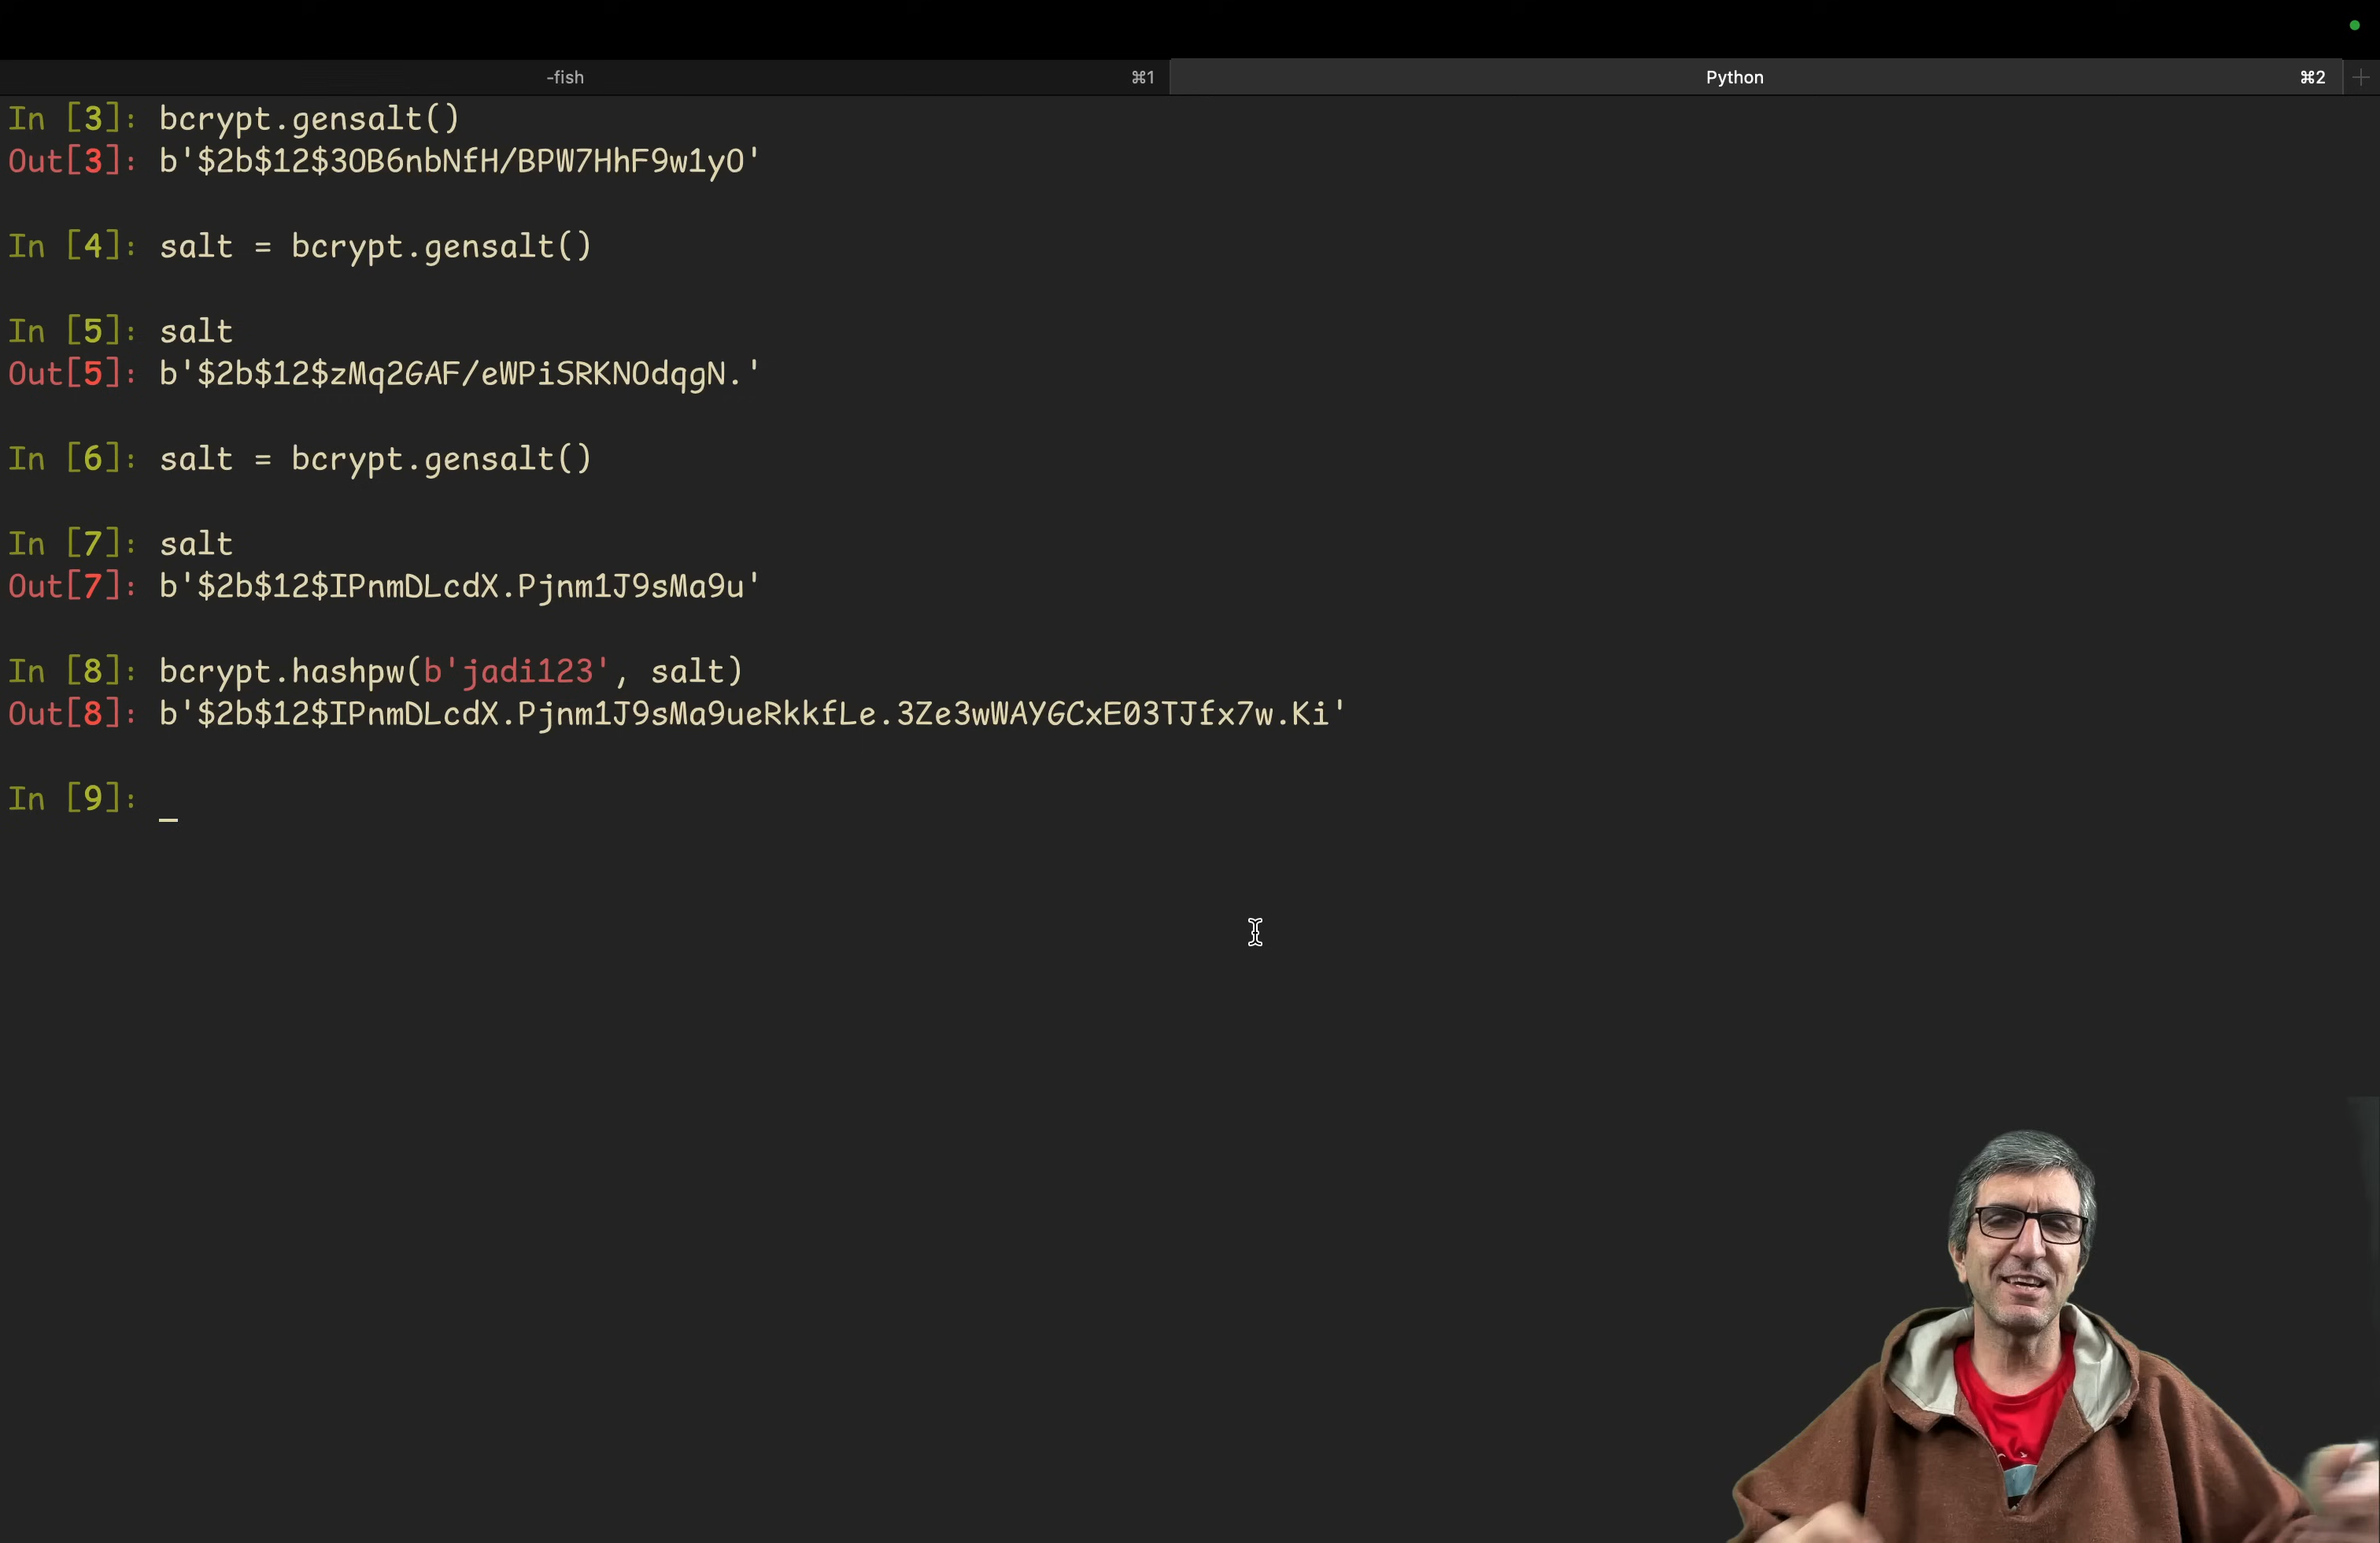 -fish ⌘1 Python ⌘2 +
In [3]: bcrypt.gensalt()
Out[3]: b'$2b$12$3OB6nbNfH/BPW7HhF9w1yO'
In [4]: salt = bcrypt.gensalt()
In [5]: salt
Out[5]: b'$2b$12$zMq2GAF/eWPiSRKNOdqgN.'
In [6]: salt = bcrypt.gensalt()
In [7]: salt
Out[7]: b'$2b$12$IPnmDLcdX.Pjnm1J9sMa9u'
In [8]: bcrypt.hashpw(b'jadi123', salt)
Out[8]: b'$2b$12$IPnmDLcdX.Pjnm1J9sMa9ueRkkfLe.3Ze3wWAYGCxE03TJfx7w.Ki'
In [9]: _